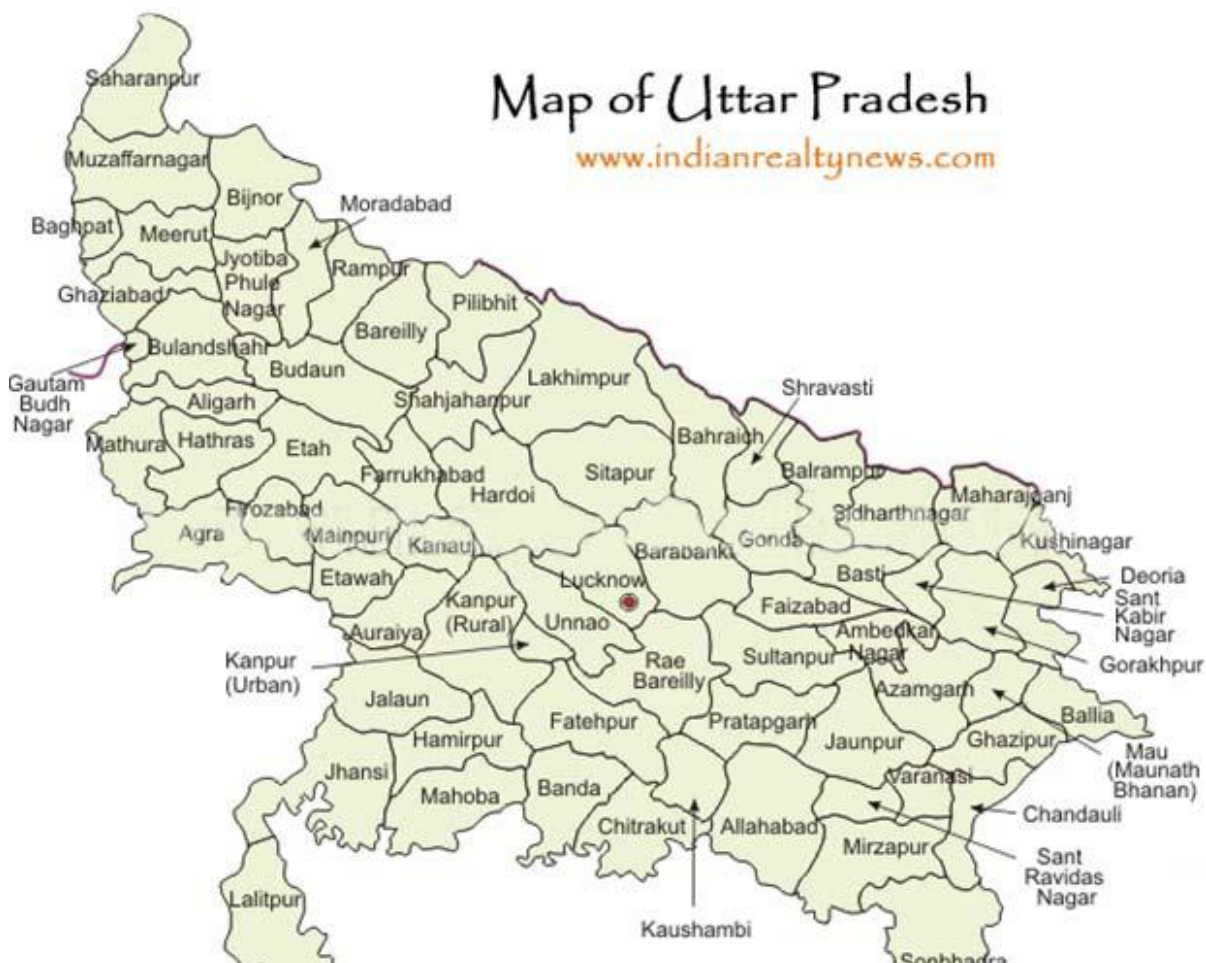 Map of Uttar Pradesh
www.indianrealtynews.com
Saharanpur
Muzaffarnagar
Bijnor
Moradabad
Baghpat
Meerut
Jyotiba
Phule
Nagar
Rampur
Ghaziabad
Pilibhit
Bareilly
Bulandshahr
Budaun
Gautam
Budh
Nagar
Lakhimpur
Shravasti
Aligarh
Shahjahanpur
Mathura
Hathras
Etah
Bahraich
Farrukhabad
Sitapur
Balrampur
Hardoi
Maharajganj
Firozabad
Sidharthnagar
Agra
Mainpuri
Kanauj
Barabanki
Gonda
Kushinagar
Etawah
Lucknow
Basti
Deoria
Kanpur
(Rural)
Faizabad
Sant
Kabir
Nagar
Unnao
Auraiya
Ambedkar
Nagar
Kanpur
(Urban)
Rae
Bareilly
Sultanpur
Gorakhpur
Jalaun
Azamgarh
Fatehpur
Pratapgarh
Ballia
Hamirpur
Jaunpur
Ghazipur
Mau
(Maunath
Bhanan)
Jhansi
Varanasi
Mahoba
Banda
Chandauli
Chitrakut
Allahabad
Mirzapur
Sant
Ravidas
Nagar
Lalitpur
Kaushambi
Sonbhadra